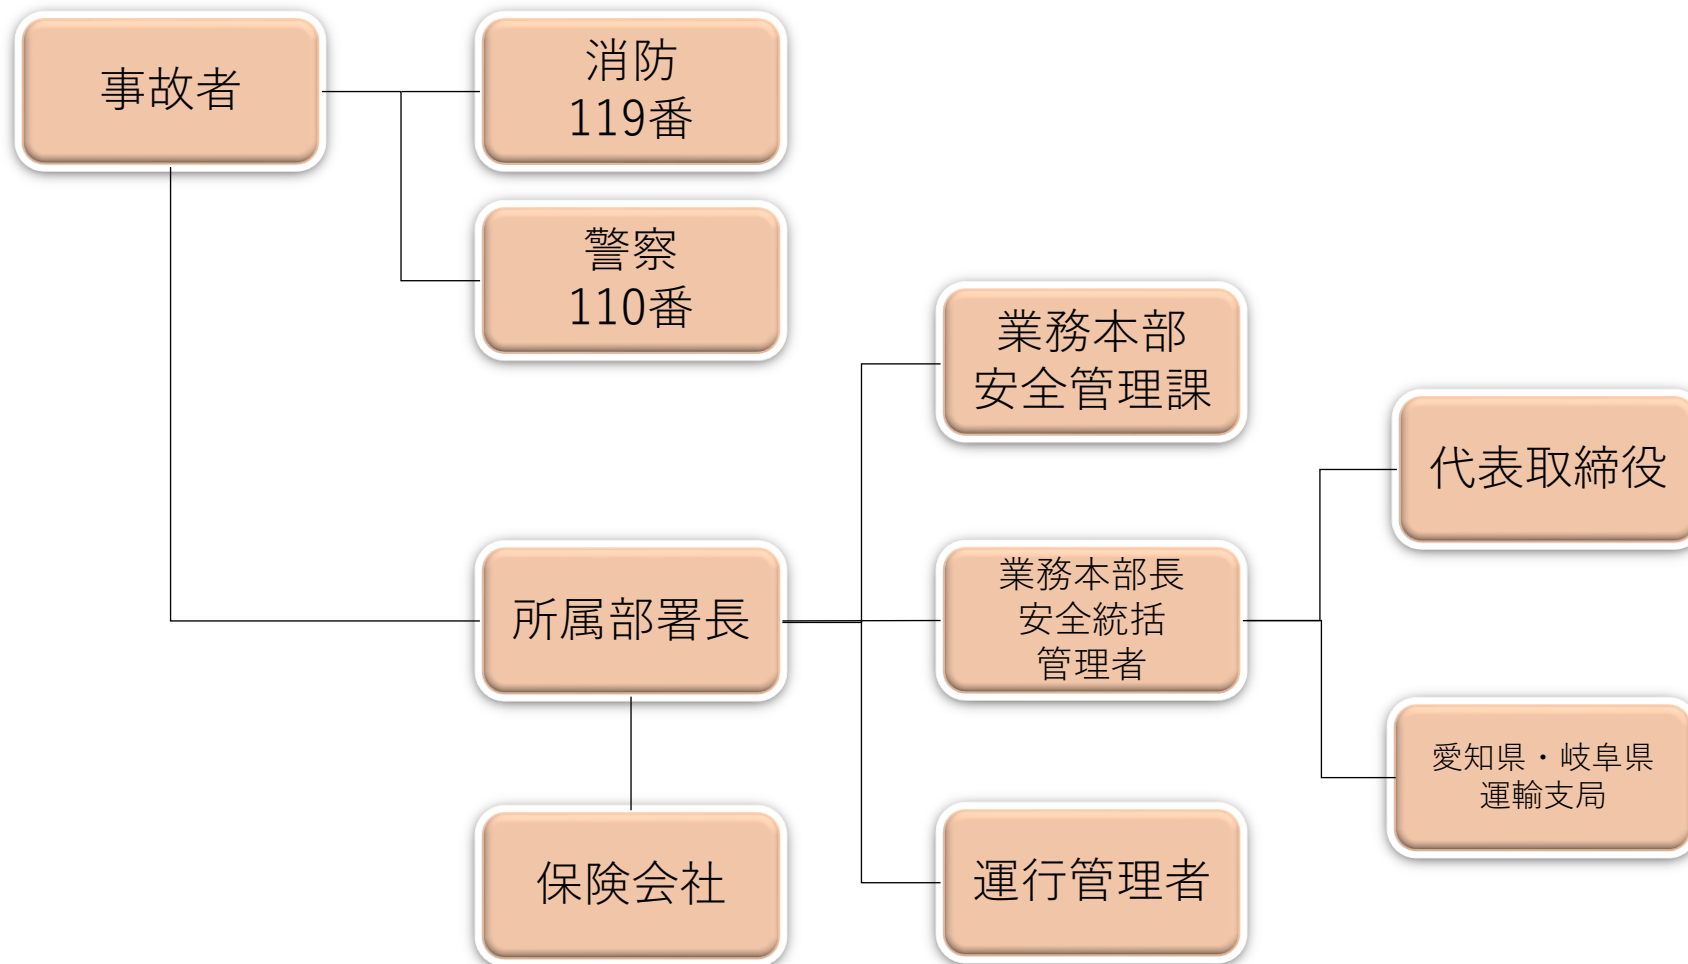 事故者
消防
119番
警察
110番
業務本部
安全管理課
代表取締役
所属部署長
業務本部長
安全統括
管理者
愛知県・岐阜県
運輸支局
保険会社
運行管理者